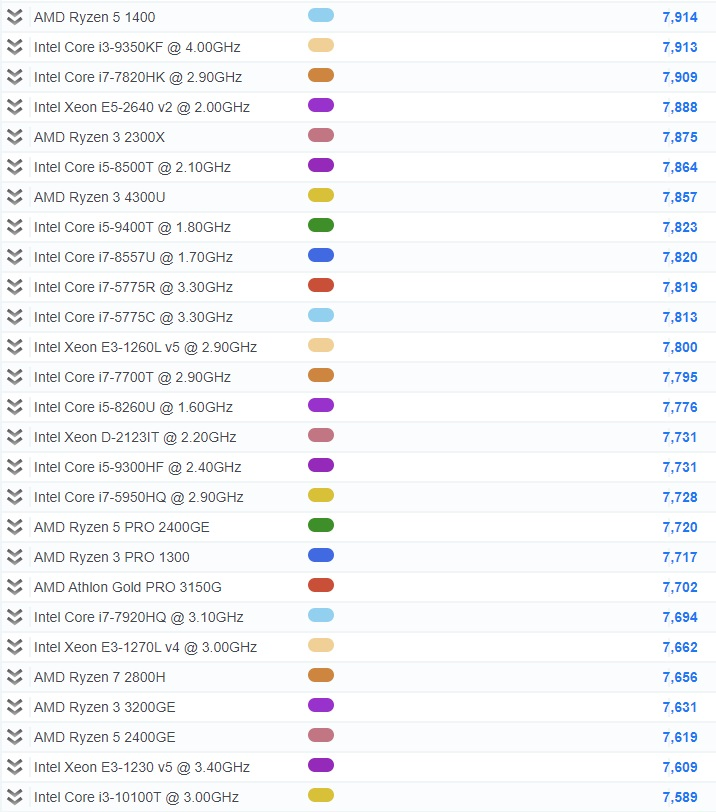 AMD Ryzen 5 1400 7,914
Intel Core i3-9350KF @ 4.00GHz 7,913
Intel Core i7-7820HK @ 2.90GHz 7,909
Intel Xeon E5-2640 v2 @ 2.00GHz 7,888
AMD Ryzen 3 2300X 7,875
Intel Core i5-8500T @ 2.10GHz 7,864
AMD Ryzen 3 4300U 7,857
Intel Core i5-9400T @ 1.80GHz 7,823
Intel Core i7-8557U @ 1.70GHz 7,820
Intel Core i7-5775R @ 3.30GHz 7,819
Intel Core i7-5775C @ 3.30GHz 7,813
Intel Xeon E3-1260L v5 @ 2.90GHz 7,800
Intel Core i7-7700T @ 2.90GHz 7,795
Intel Core i5-8260U @ 1.60GHz 7,776
Intel Xeon D-2123IT @ 2.20GHz 7,731
Intel Core i5-9300HF @ 2.40GHz 7,731
Intel Core i7-5950HQ @ 2.90GHz 7,728
AMD Ryzen 5 PRO 2400GE 7,720
AMD Ryzen 3 PRO 1300 7,717
AMD Athlon Gold PRO 3150G 7,702
Intel Core i7-7920HQ @ 3.10GHz 7,694
Intel Xeon E3-1270L v4 @ 3.00GHz 7,662
AMD Ryzen 7 2800H 7,656
AMD Ryzen 3 3200GE 7,631
AMD Ryzen 5 2400GE 7,619
Intel Xeon E3-1230 v5 @ 3.40GHz 7,609
Intel Core i3-10100T @ 3.00GHz 7,589